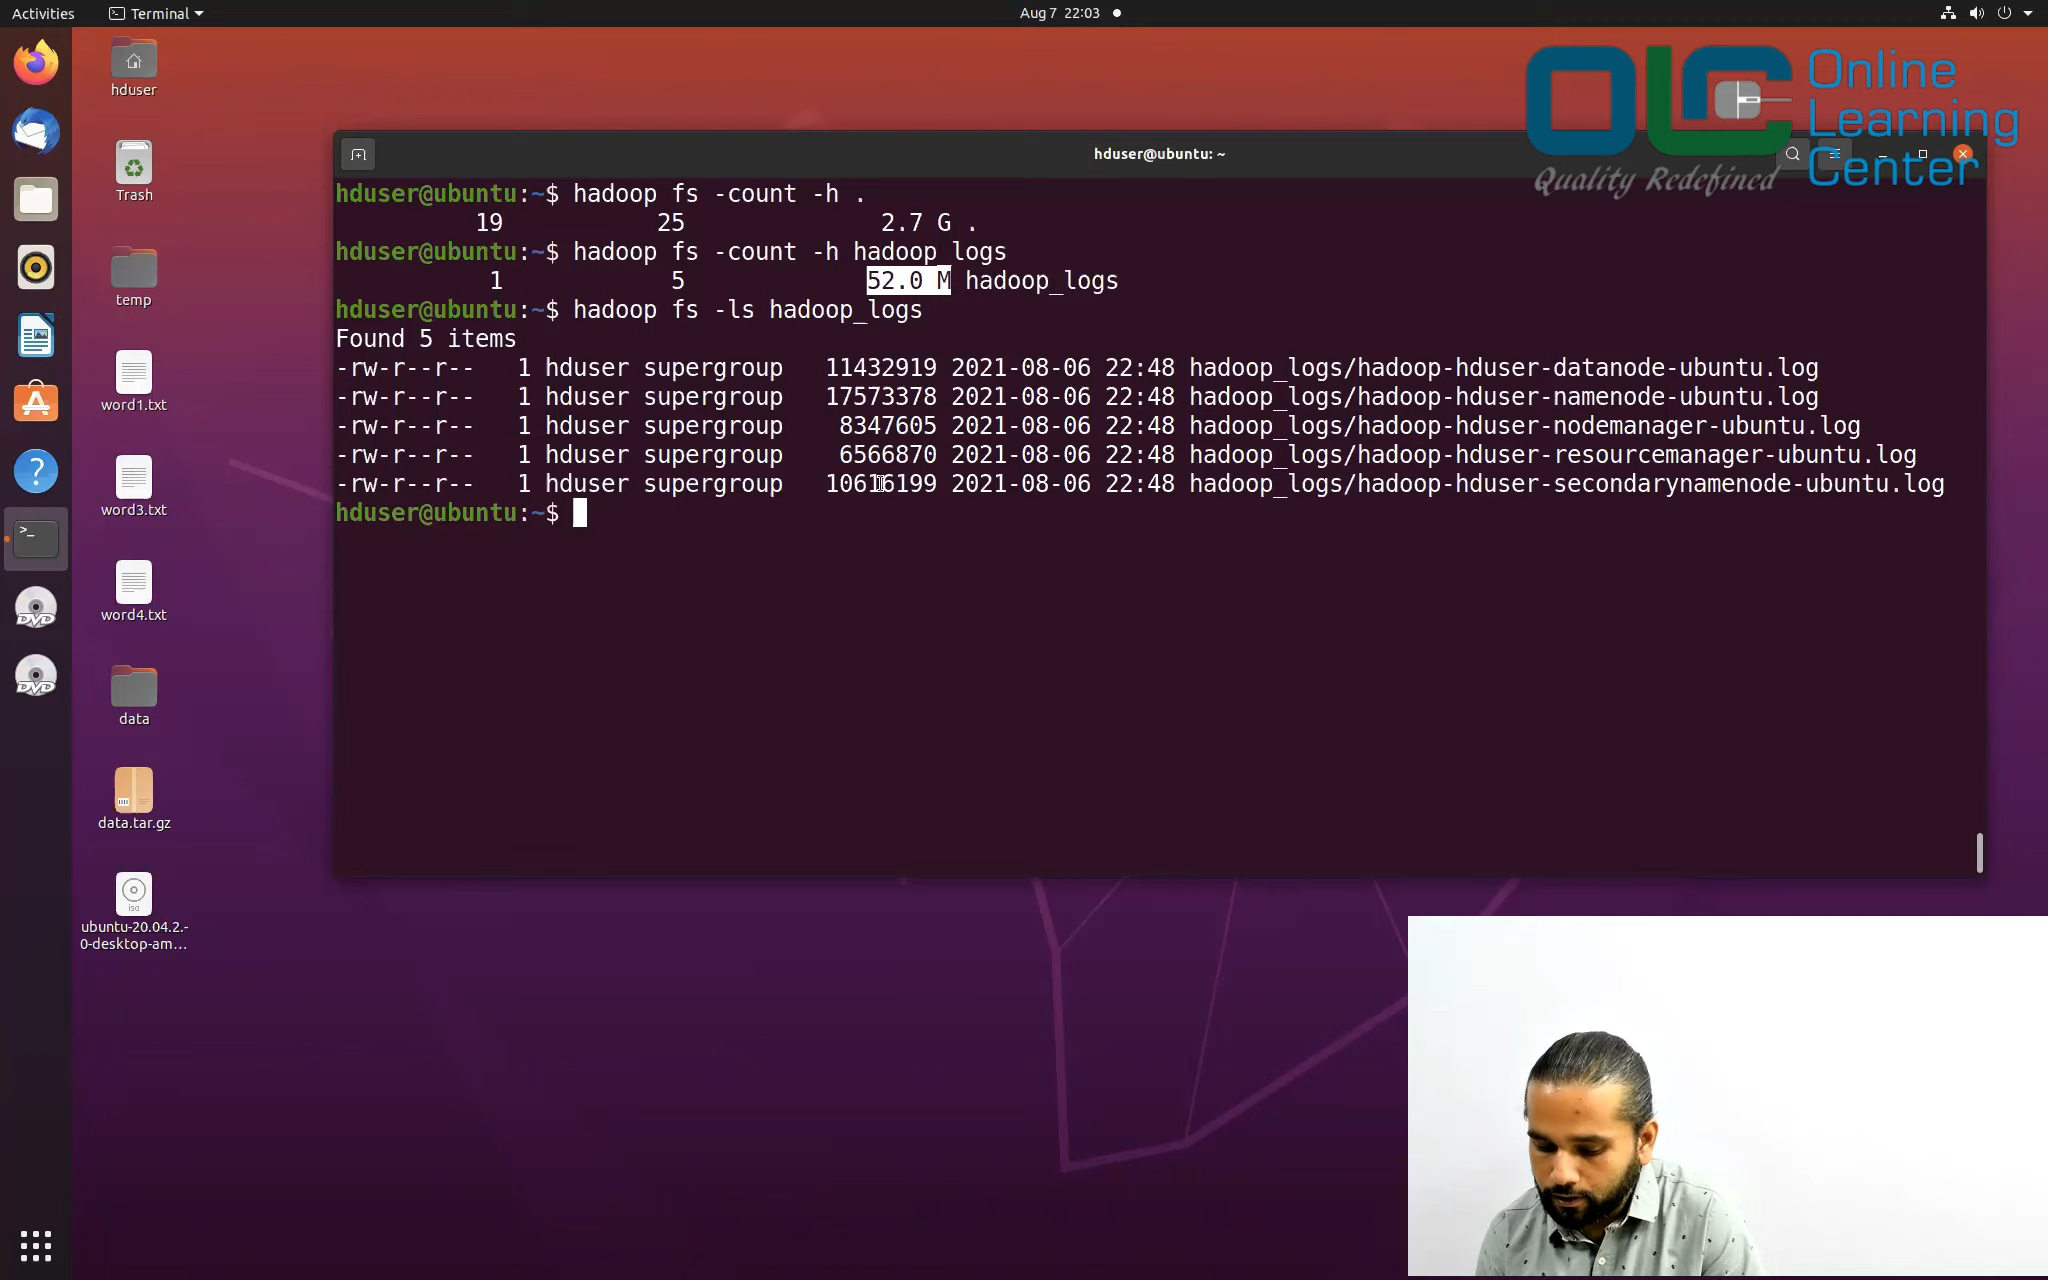 Activities
Terminal
Aug 7 22:03
hduser
Trash
temp
word1.txt
word3.txt
word4.txt
data
data.tar.gz
iso
ubuntu-20.04.2.-
0-desktop-am...
OLC
Online
Learning
Center
Quality Redefined
hduser@ubuntu: ~
hduser@ubuntu:~$ hadoop fs -count -h .
19 25 2.7 G .
hduser@ubuntu:~$ hadoop fs -count -h hadoop_logs
1 5 52.0 M hadoop_logs
hduser@ubuntu:~$ hadoop fs -ls hadoop_logs
Found 5 items
-rw-r--r-- 1 hduser supergroup 11432919 2021-08-06 22:48 hadoop_logs/hadoop-hduser-datanode-ubuntu.log
-rw-r--r-- 1 hduser supergroup 17573378 2021-08-06 22:48 hadoop_logs/hadoop-hduser-namenode-ubuntu.log
-rw-r--r-- 1 hduser supergroup 8347605 2021-08-06 22:48 hadoop_logs/hadoop-hduser-nodemanager-ubuntu.log
-rw-r--r-- 1 hduser supergroup 6566870 2021-08-06 22:48 hadoop_logs/hadoop-hduser-resourcemanager-ubuntu.log
-rw-r--r-- 1 hduser supergroup 10616199 2021-08-06 22:48 hadoop_logs/hadoop-hduser-secondarynamenode-ubuntu.log
hduser@ubuntu:~$
DVD
DVD